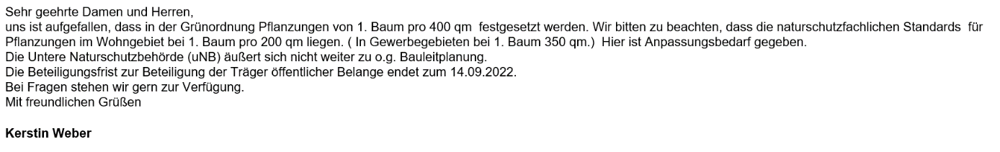 Sehr geehrte Damen und Herren,
uns ist aufgefallen, dass in der Grünordnung Pflanzungen von 1. Baum pro 400 qm  festgesetzt werden. Wir bitten zu beachten, dass die naturschutzfachlichen Standards  für
Pflanzungen im Wohngebiet bei 1. Baum pro 200 qm liegen. ( In Gewerbegebieten bei 1. Baum 350 qm.)  Hier ist Anpassungsbedarf gegeben.
Die Untere Naturschutzbehörde (uNB) äußert sich nicht weiter zu o.g. Bauleitplanung.
Die Beteiligungsfrist zur Beteiligung der Träger öffentlicher Belange endet zum 14.09.2022.
Bei Fragen stehen wir gern zur Verfügung.
Mit freundlichen Grüßen
Kerstin Weber